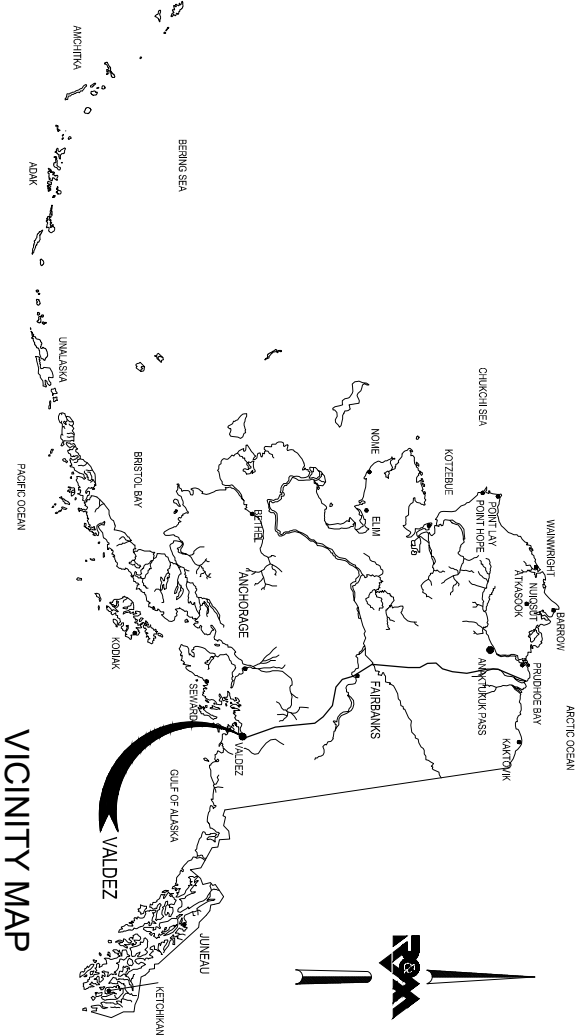 ARCTIC OCEAN
BARROW
WAINWRIGHT
NUIQSUT
ATKASOOK
PRUDHOE BAY
KAKTOVIK
POINT LAY
POINT HOPE
ANAKTUKUK PASS
CHUKCHI SEA
KOTZEBUE
NOME
ELIM
FAIRBANKS
BETHEL
ANCHORAGE
VALDEZ
SEWARD
BERING SEA
BRISTOL BAY
KODIAK
GULF OF ALASKA
JUNEAU
KETCHIKAN
AMCHITKA
ADAK
UNALASKA
PACIFIC OCEAN
VALDEZ
R&M
VICINITY MAP